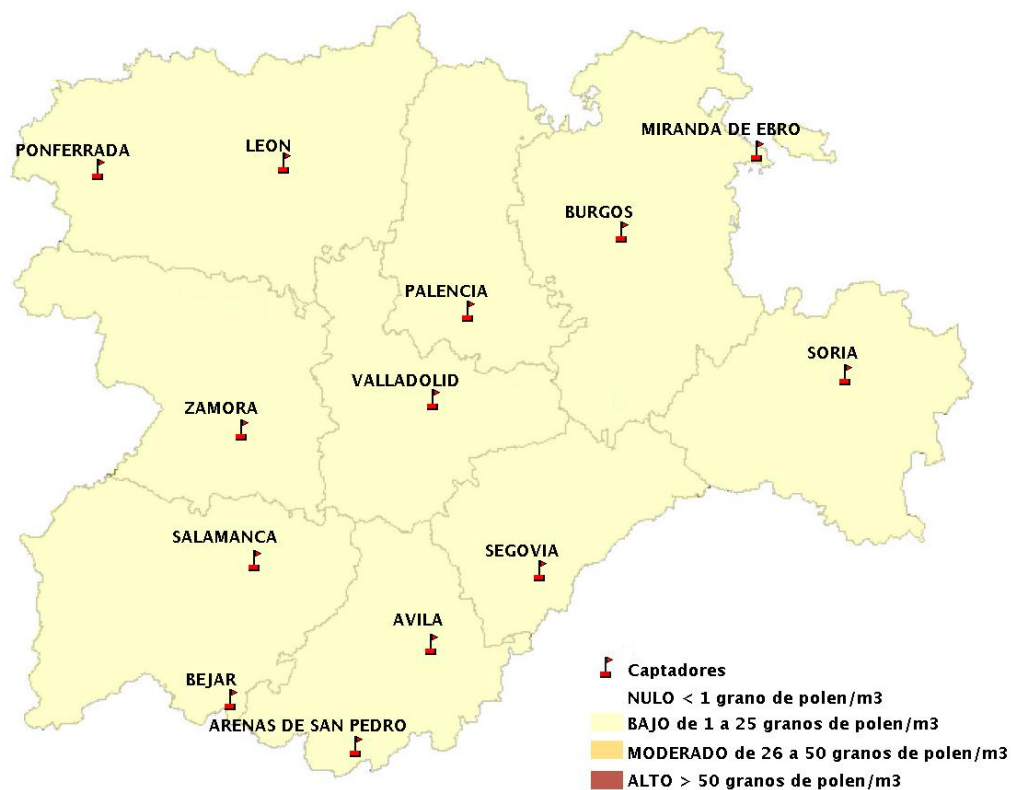 MIRANDA DE EBRO
PONFERRADA
LEON
BURGOS
PALENCIA
SORIA
VALLADOLID
ZAMORA
SALAMANCA
SEGOVIA
AVILA
BEJAR
ARENAS DE SAN PEDRO
Captadores
NULO < 1 grano de polen/m3
BAJO de 1 a 25 granos de polen/m3
MODERADO de 26 a 50 granos de polen/m3
ALTO > 50 granos de polen/m3